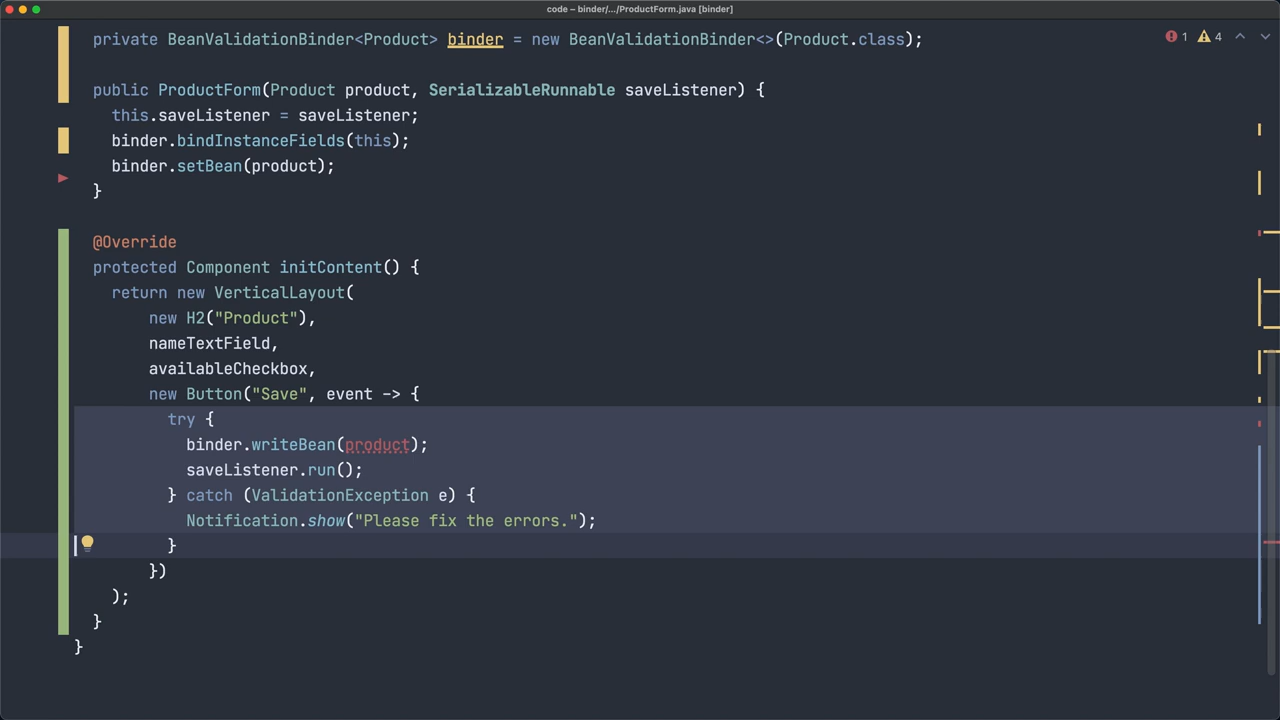 code – binder/.../ProductForm.java [binder]
private BeanValidationBinder<Product> binder = new BeanValidationBinder<>(Product.class);
1 4
public ProductForm(Product product, SerializableRunnable saveListener) {
this.saveListener = saveListener;
binder.bindInstanceFields(this);
binder.setBean(product);
}
@Override
protected Component initContent() {
return new VerticalLayout(
new H2("Product"),
nameTextField,
availableCheckbox,
new Button("Save", event -> {
try {
binder.writeBean(product);
saveListener.run();
} catch (ValidationException e) {
Notification.show("Please fix the errors.");
}
})
);
}
}